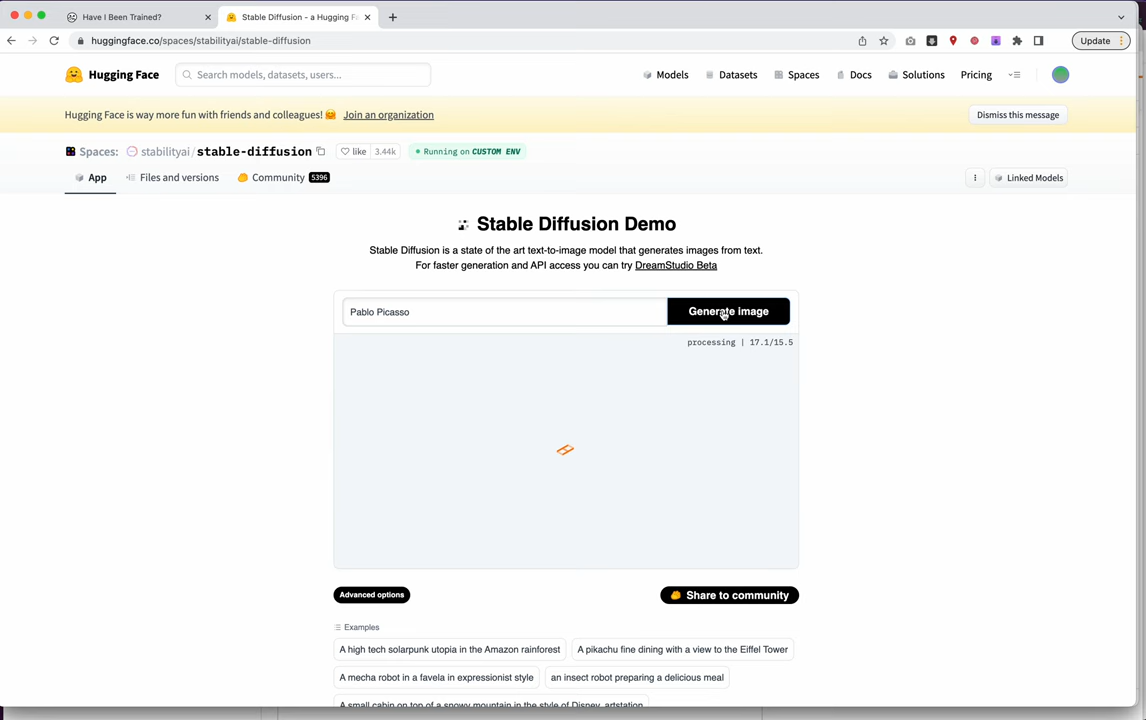 Have I Been Trained?
Stable Diffusion - a Hugging F
huggingface.co/spaces/stabilityai/stable-diffusion
Update
Hugging Face
Search models, datasets, users...
Models
Datasets
Spaces
Docs
Solutions
Pricing
Hugging Face is way more fun with friends and colleagues! 🤗 Join an organization
Dismiss this message
Spaces: stabilityai/stable-diffusion
like 3.44k
Running on CUSTOM ENV
App
Files and versions
Community 5396
Linked Models
Stable Diffusion Demo
Stable Diffusion is a state of the art text-to-image model that generates images from text.
For faster generation and API access you can try DreamStudio Beta
Pablo Picasso
Generate image
processing | 17.1/15.5
Advanced options
Share to community
Examples
A high tech solarpunk utopia in the Amazon rainforest
A pikachu fine dining with a view to the Eiffel Tower
A mecha robot in a favela in expressionist style
an insect robot preparing a delicious meal
A small cabin on top of a snowy mountain in the style of Disney, artstation